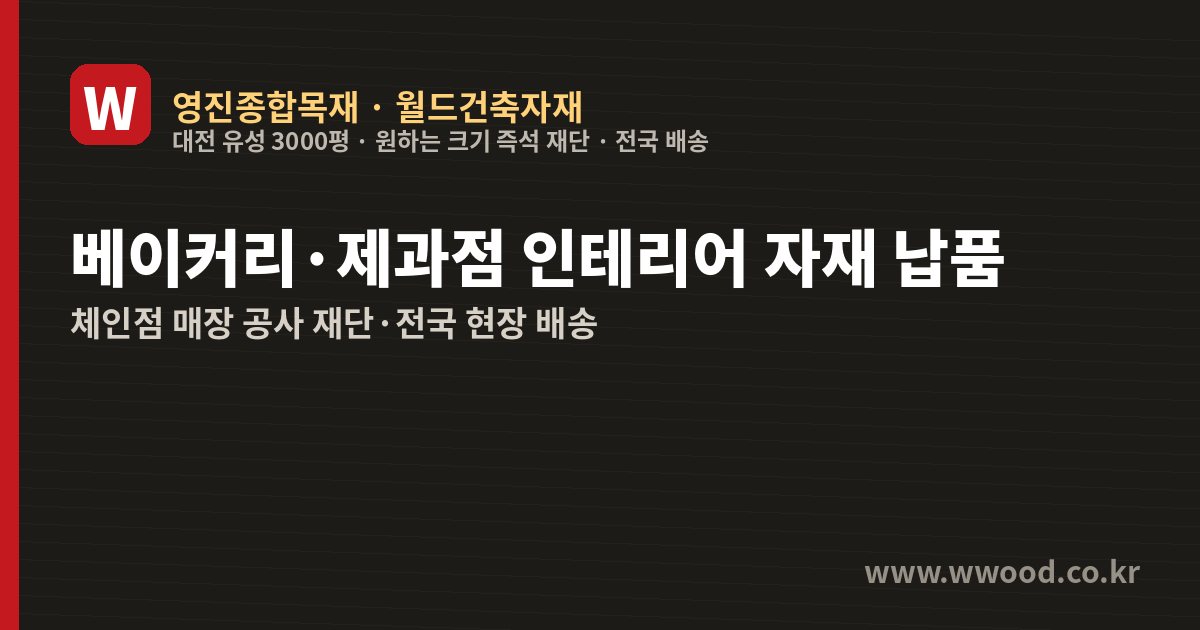 W
영진종합목재 · 월드건축자재
대전 유성 3000평 · 원하는 크기 즉석 재단 · 전국 배송
베이커리·제과점 인테리어 자재 납품
체인점 매장 공사 재단·전국 현장 배송
www.wwood.co.kr